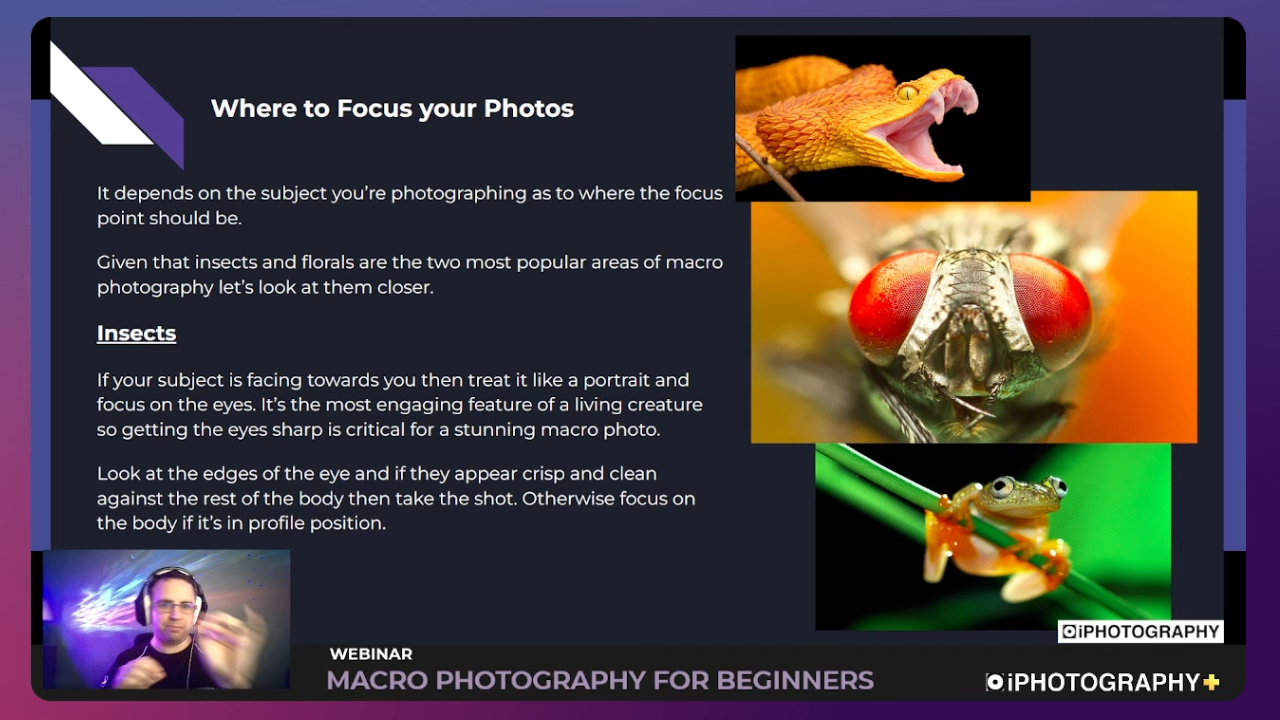 Where to Focus your Photos
It depends on the subject you’re photographing as to where the focus
point should be.
Given that insects and florals are the two most popular areas of macro
photography let’s look at them closer.
Insects
If your subject is facing towards you then treat it like a portrait and
focus on the eyes. It’s the most engaging feature of a living creature
so getting the eyes sharp is critical for a stunning macro photo.
Look at the edges of the eye and if they appear crisp and clean
against the rest of the body then take the shot. Otherwise focus on
the body if it’s in profile position.
iPHOTOGRAPHY
WEBINAR
MACRO PHOTOGRAPHY FOR BEGINNERS
iPHOTOGRAPHY+